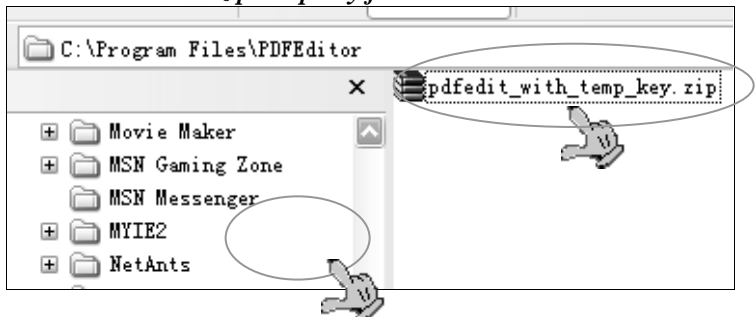 C:\Program Files\PDFEditor
pdfedit_with_temp_key.zip
Movie Maker
MSN Gaming Zone
MSN Messenger
MYIE2
NetAnts